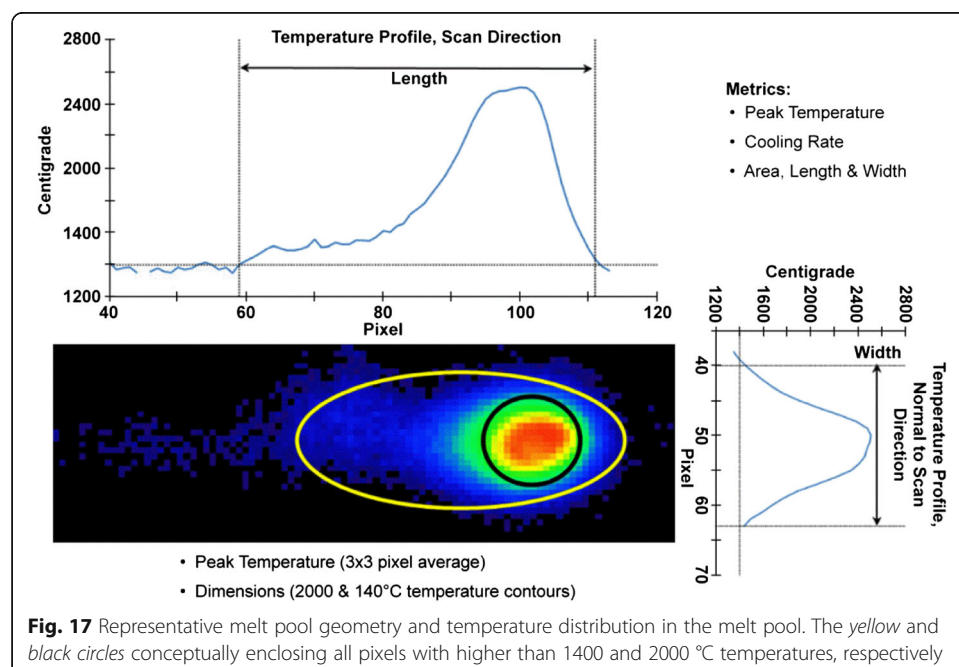 Temperature Profile, Scan Direction
Length
Centigrade
2800
2400
2000
1600
1400
1200
40
60
80
100
120
Pixel
Metrics:
• Peak Temperature
• Cooling Rate
• Area, Length & Width
Centigrade
1200
1600
2000
2400
2800
Width
40
50
60
70
Pixel
Temperature Profile,
Normal to Scan
Direction
• Peak Temperature (3x3 pixel average)
• Dimensions (2000 & 140°C temperature contours)
Fig. 17 Representative melt pool geometry and temperature distribution in the melt pool. The yellow and
black circles conceptually enclosing all pixels with higher than 1400 and 2000 °C temperatures, respectively